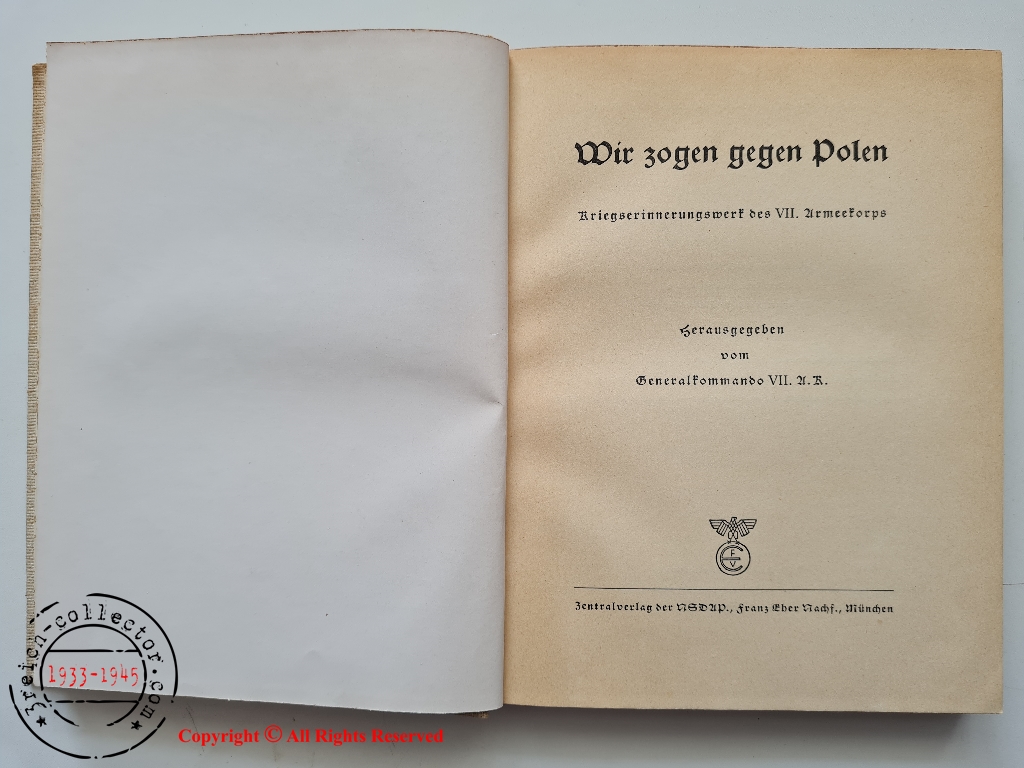 Wir zogen gegen Polen
Kriegserinnerungswerk des VII. Armeekorps
Herausgegeben
vom
Generalkommando VII. A.K.
F
V
Zentralverlag der NSDAP., Franz Eher Nachf., München
3reich-collector.com
1933-1945
Copyright © All Rights Reserved